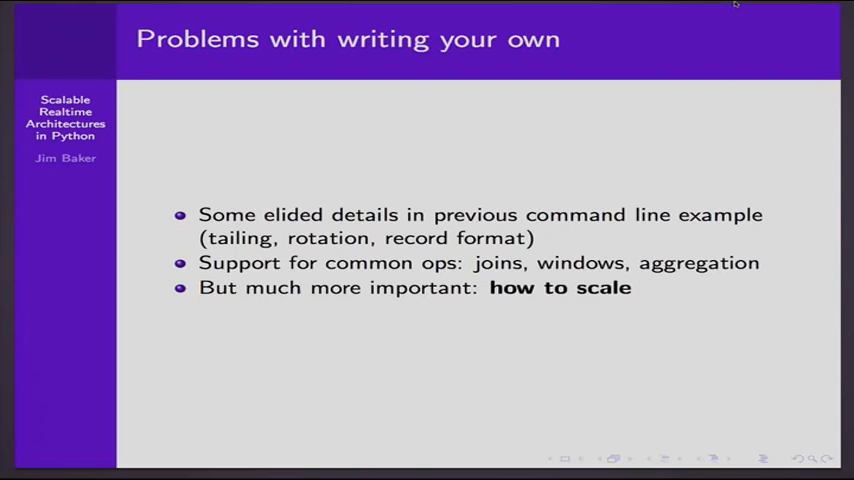 Problems with writing your own
Scalable
Realtime
Architectures
in Python
Jim Baker
Some elided details in previous command line example
(tailing, rotation, record format)
Support for common ops: joins, windows, aggregation
But much more important: how to scale